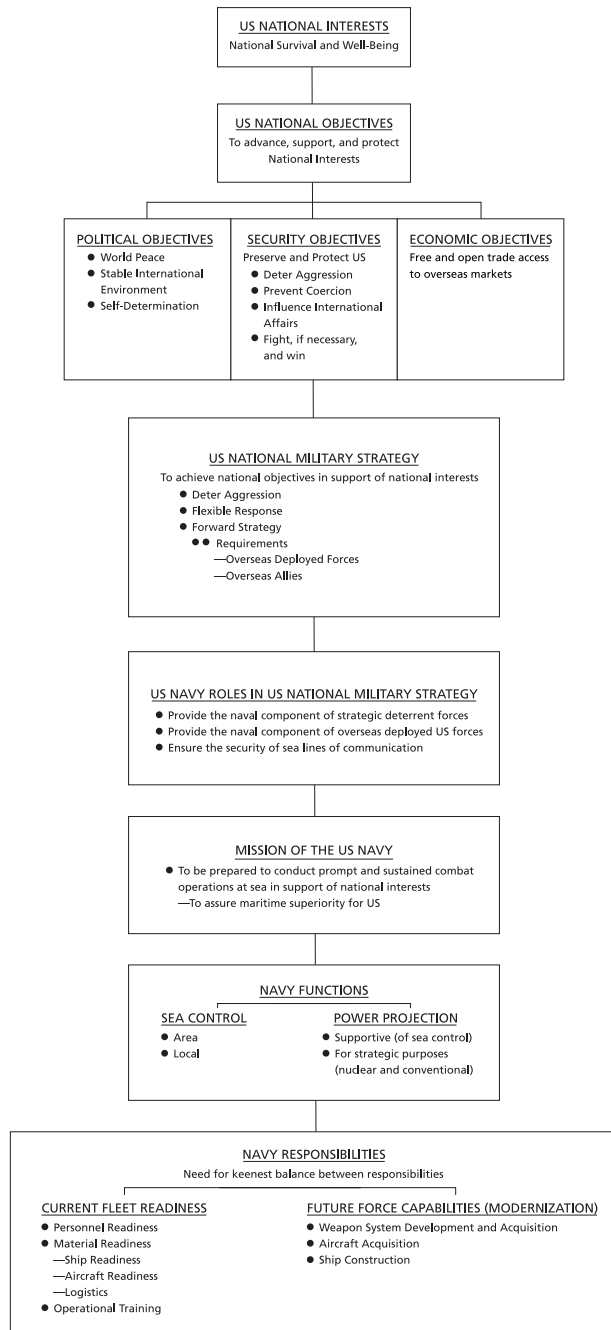 US NATIONAL INTERESTS
National Survival and Well-Being
US NATIONAL OBJECTIVES
To advance, support, and protect
National Interests
POLITICAL OBJECTIVES
● World Peace
● Stable International
Environment
● Self-Determination
SECURITY OBJECTIVES
Preserve and Protect US
● Deter Aggression
● Prevent Coercion
● Influence International
Affairs
● Fight, if necessary,
and win
ECONOMIC OBJECTIVES
Free and open trade access
to overseas markets
US NATIONAL MILITARY STRATEGY
To achieve national objectives in support of national interests
● Deter Aggression
● Flexible Response
● Forward Strategy
●● Requirements
—Overseas Deployed Forces
—Overseas Allies
US NAVY ROLES IN US NATIONAL MILITARY STRATEGY
● Provide the naval component of strategic deterrent forces
● Provide the naval component of overseas deployed US forces
● Ensure the security of sea lines of communication
MISSION OF THE US NAVY
● To be prepared to conduct prompt and sustained combat
operations at sea in support of national interests
—To assure maritime superiority for US
NAVY FUNCTIONS
SEA CONTROL
● Area
● Local
POWER PROJECTION
● Supportive (of sea control)
● For strategic purposes
(nuclear and conventional)
NAVY RESPONSIBILITIES
Need for keenest balance between responsibilities
CURRENT FLEET READINESS
● Personnel Readiness
● Material Readiness
—Ship Readiness
—Aircraft Readiness
—Logistics
● Operational Training
FUTURE FORCE CAPABILITIES (MODERNIZATION)
● Weapon System Development and Acquisition
● Aircraft Acquisition
● Ship Construction